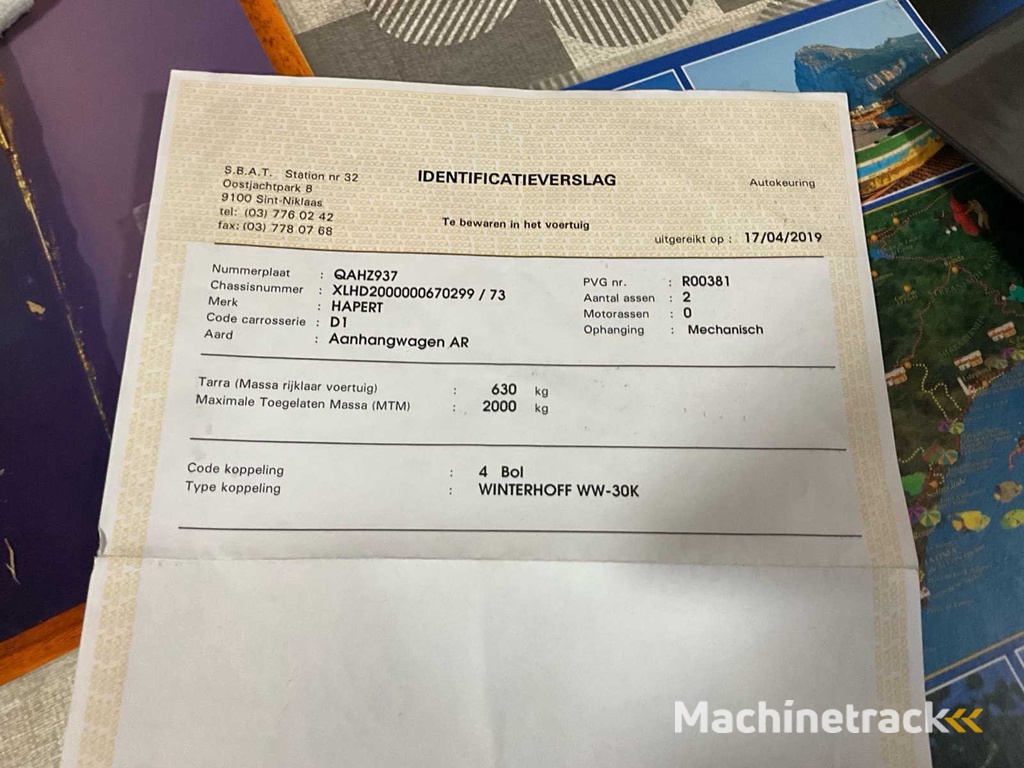 S.B.A.T. Station nr 32
Oostjachtpark 8
9100 Sint-Niklaas
tel: (03) 776 02 42
fax: (03) 778 07 68
IDENTIFICATIEVERSLAG
Te bewaren in het voertuig
Autokeuring
uitgereikt op : 17/04/2019
Nummerplaat : QAHZ937
Chassisnummer : XLHD2000000670299 / 73
Merk : HAPERT
Code carrosserie : D1
Aard : Aanhangwagen AR
PVG nr. : R00381
Aantal assen : 2
Motorassen : 0
Ophanging : Mechanisch
Tarra (Massa rijklaar voertuig) : 630 kg
Maximale Toegelaten Massa (MTM) : 2000 kg
Code koppeling : 4 Bol
Type koppeling : WINTERHOFF WW-30K
Machinetrack